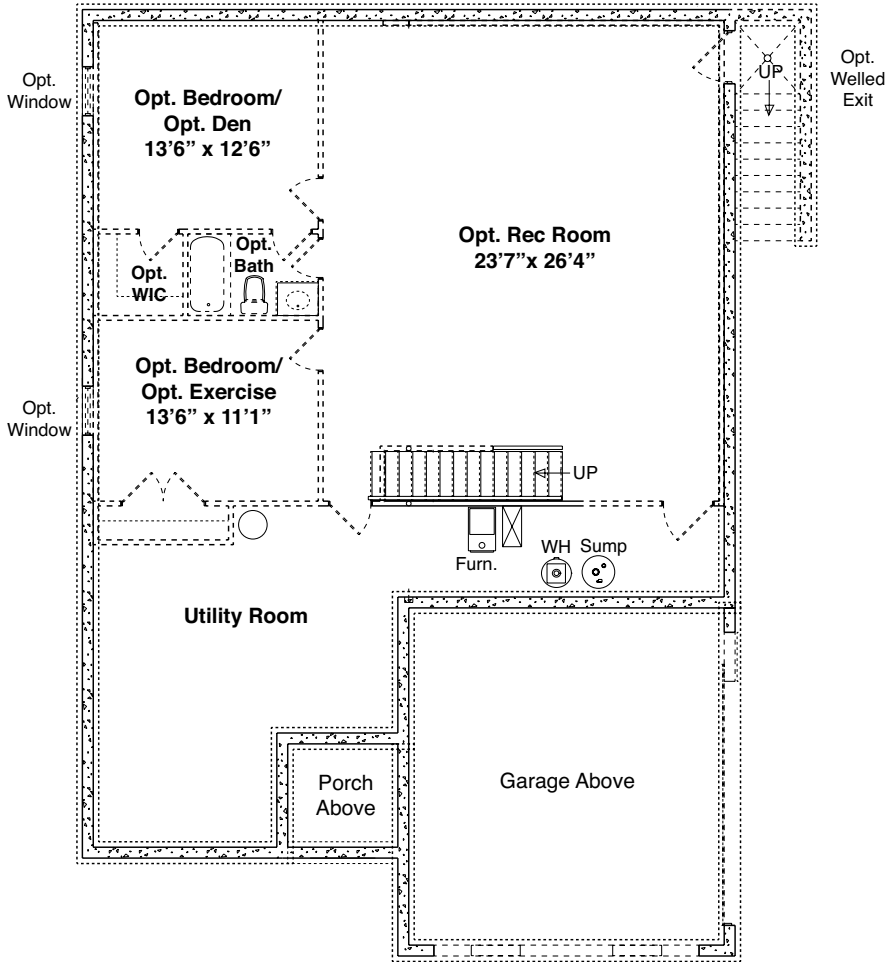 Opt.
Window
Opt. Bedroom/
Opt. Den
13’6” x 12’6”
UP
Opt.
Welled
Exit
Opt. Rec Room
23’7”x 26’4”
Opt.
WIC
Opt.
Bath
Opt. Bedroom/
Opt. Exercise
13’6” x 11’1”
Opt.
Window
UP
Furn.
WH
Sump
Utility Room
Porch
Above
Garage Above